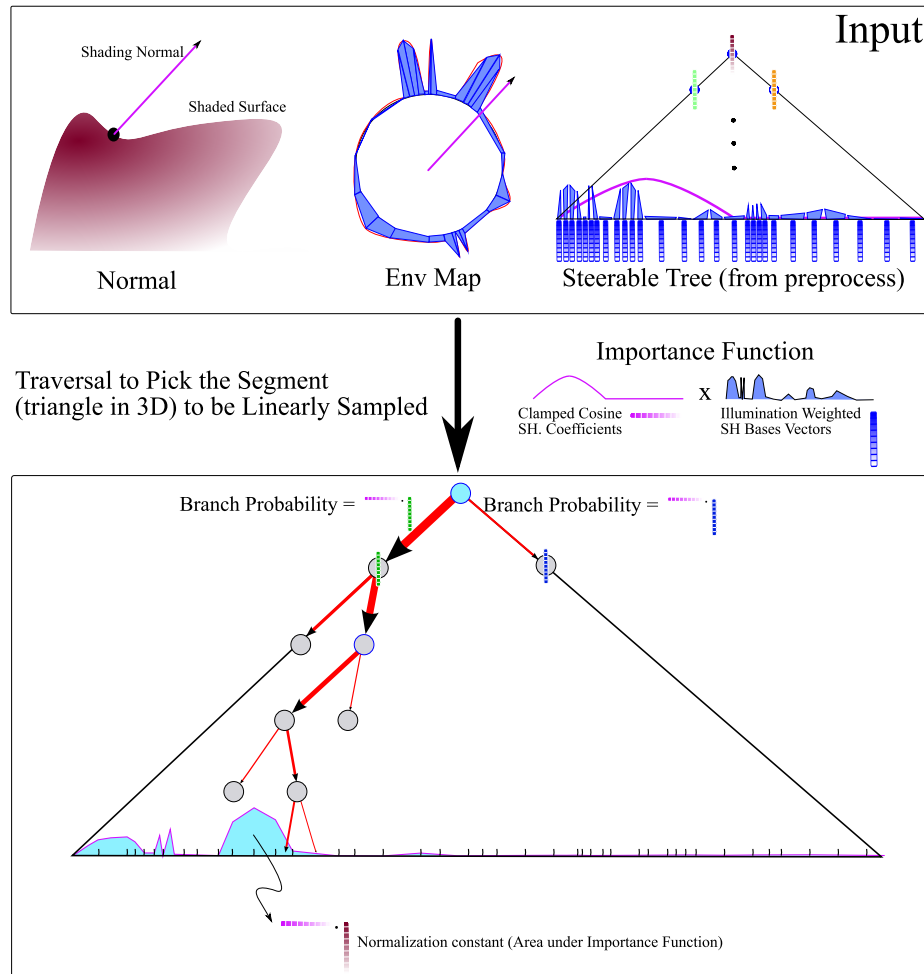 Input
Shading Normal
Shaded Surface
Normal
Env Map
Steerable Tree (from preprocess)
Traversal to Pick the Segment
(triangle in 3D) to be Linearly Sampled
Importance Function
x
Clamped Cosine
SH. Coefficients
Illumination Weighted
SH Bases Vectors
Branch Probability =
Branch Probability =
Normalization constant (Area under Importance Function)